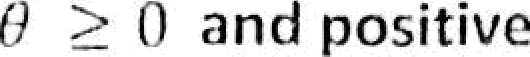 θ ≥ 0 and positive